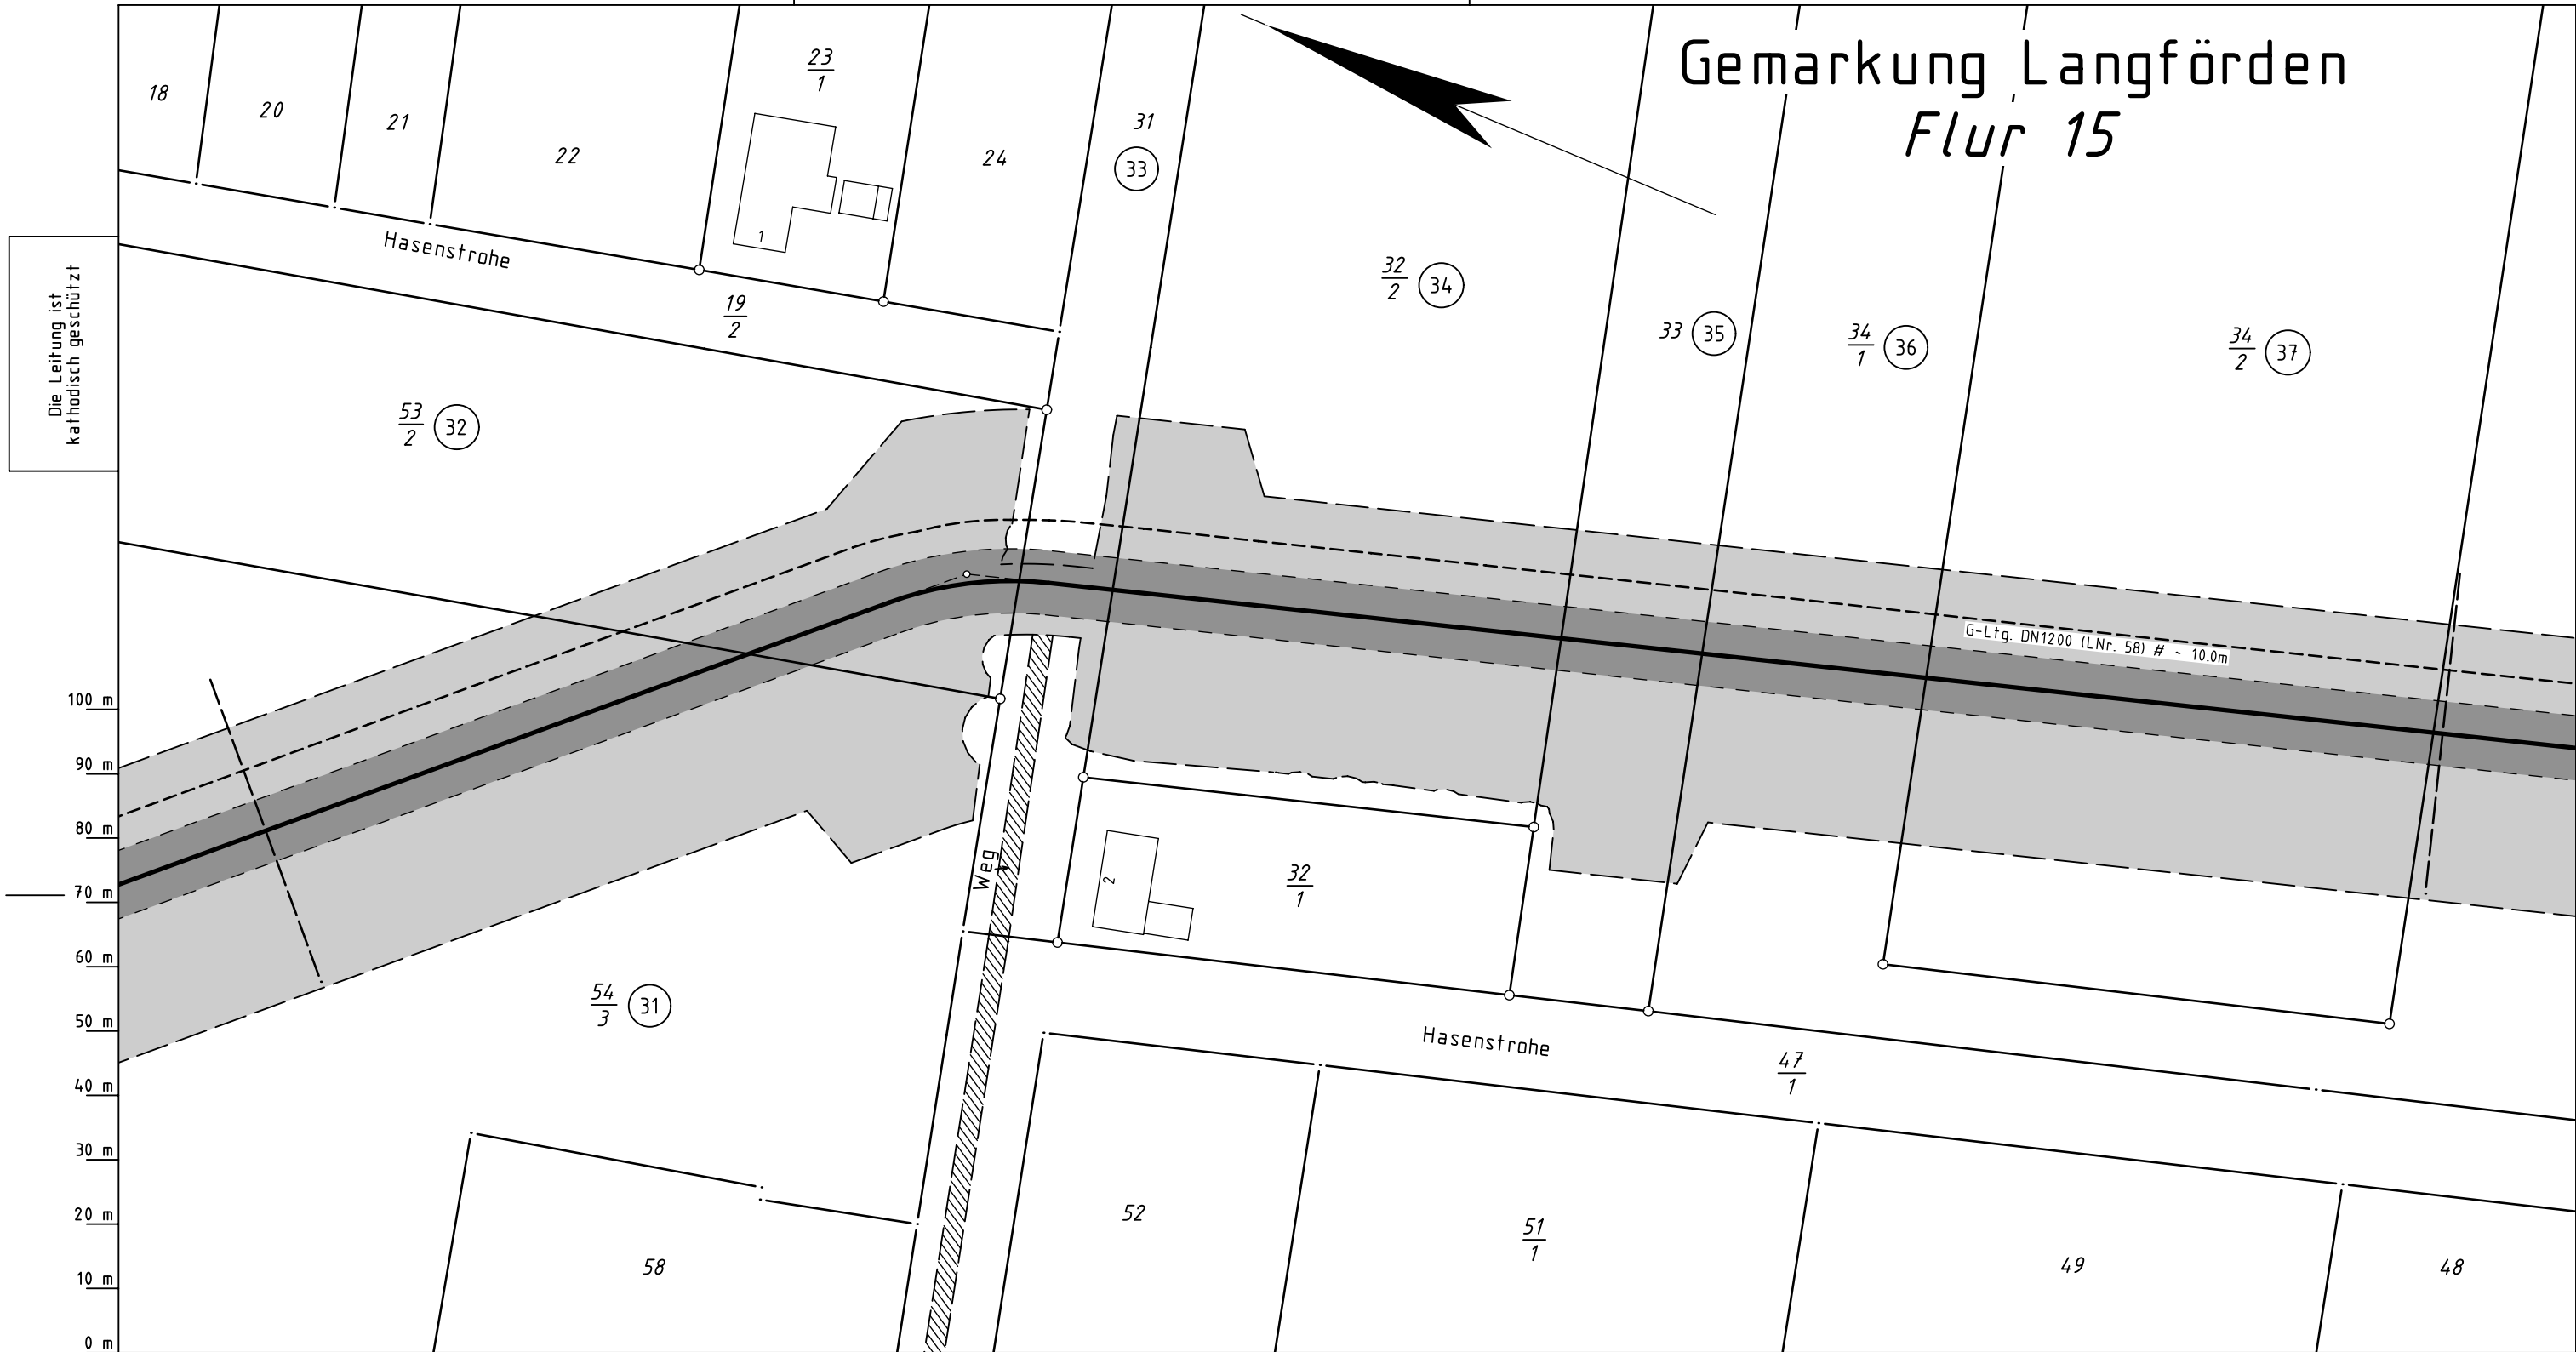 Gemarkung Langförden
Flur 15
18
20
21
22
23
1
1
24
31
33
Hasenstrohe
19
2
32
2
34
33
35
34
1
36
34
2
37
Die Leitung ist
kathodisch geschützt
53
2
32
G-Ltg. DN1200 (LNr. 58) # ~ 10.0m
100 m
90 m
80 m
70 m
60 m
50 m
40 m
30 m
20 m
10 m
0 m
Weg
2
32
1
54
3
31
Hasenstrohe
47
1
58
52
51
1
49
48